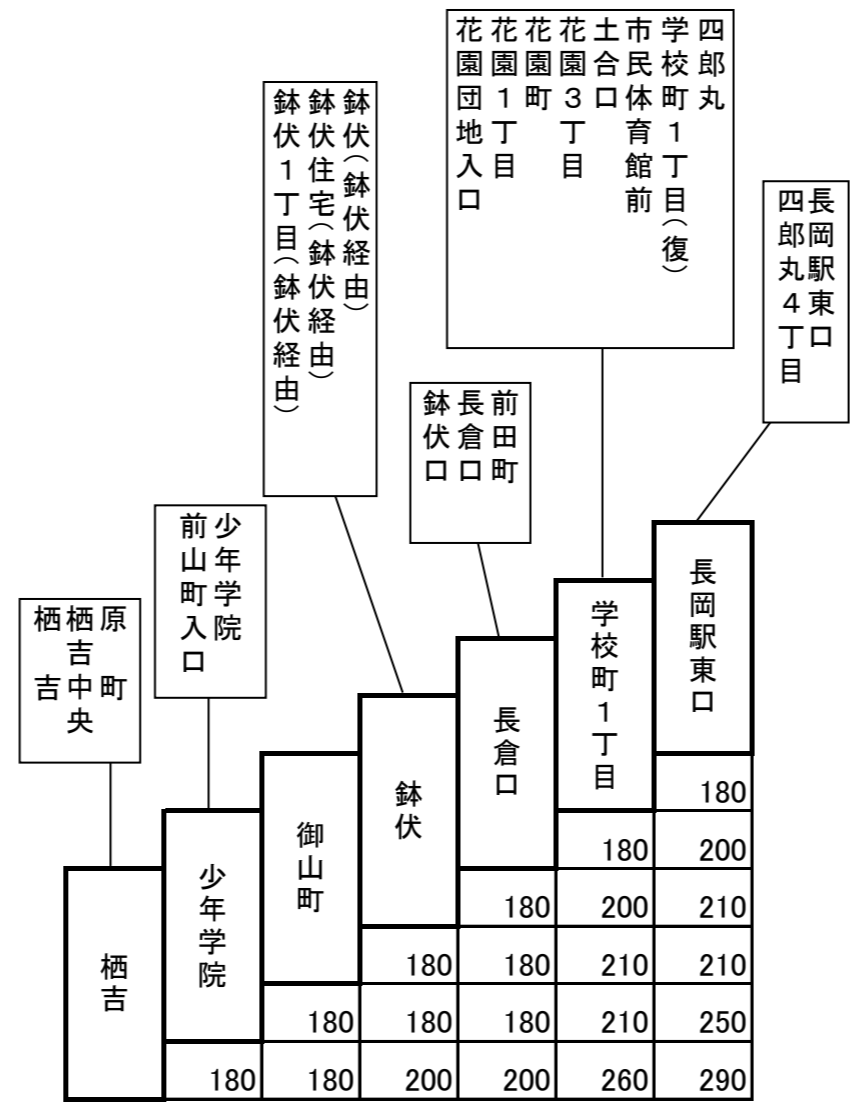 四郎丸
学校町1丁目(復)
市民体育館前
土合口
花園3丁目
花園町
花園1丁目
花園団地入口
鉢伏(鉢伏経由)
鉢伏住宅(鉢伏経由)
鉢伏1丁目(鉢伏経由)
長岡駅東口
四郎丸4丁目
前田町
長倉口
鉢伏口
少年学院
前山町入口
原町
栖吉中央
栖吉
長岡駅東口
学校町1丁目
長倉口
鉢伏
御山町
少年学院
栖吉
180
180 200
180 200 210
180 180 210 210
180 180 180 210 250
180 180 200 200 260 290